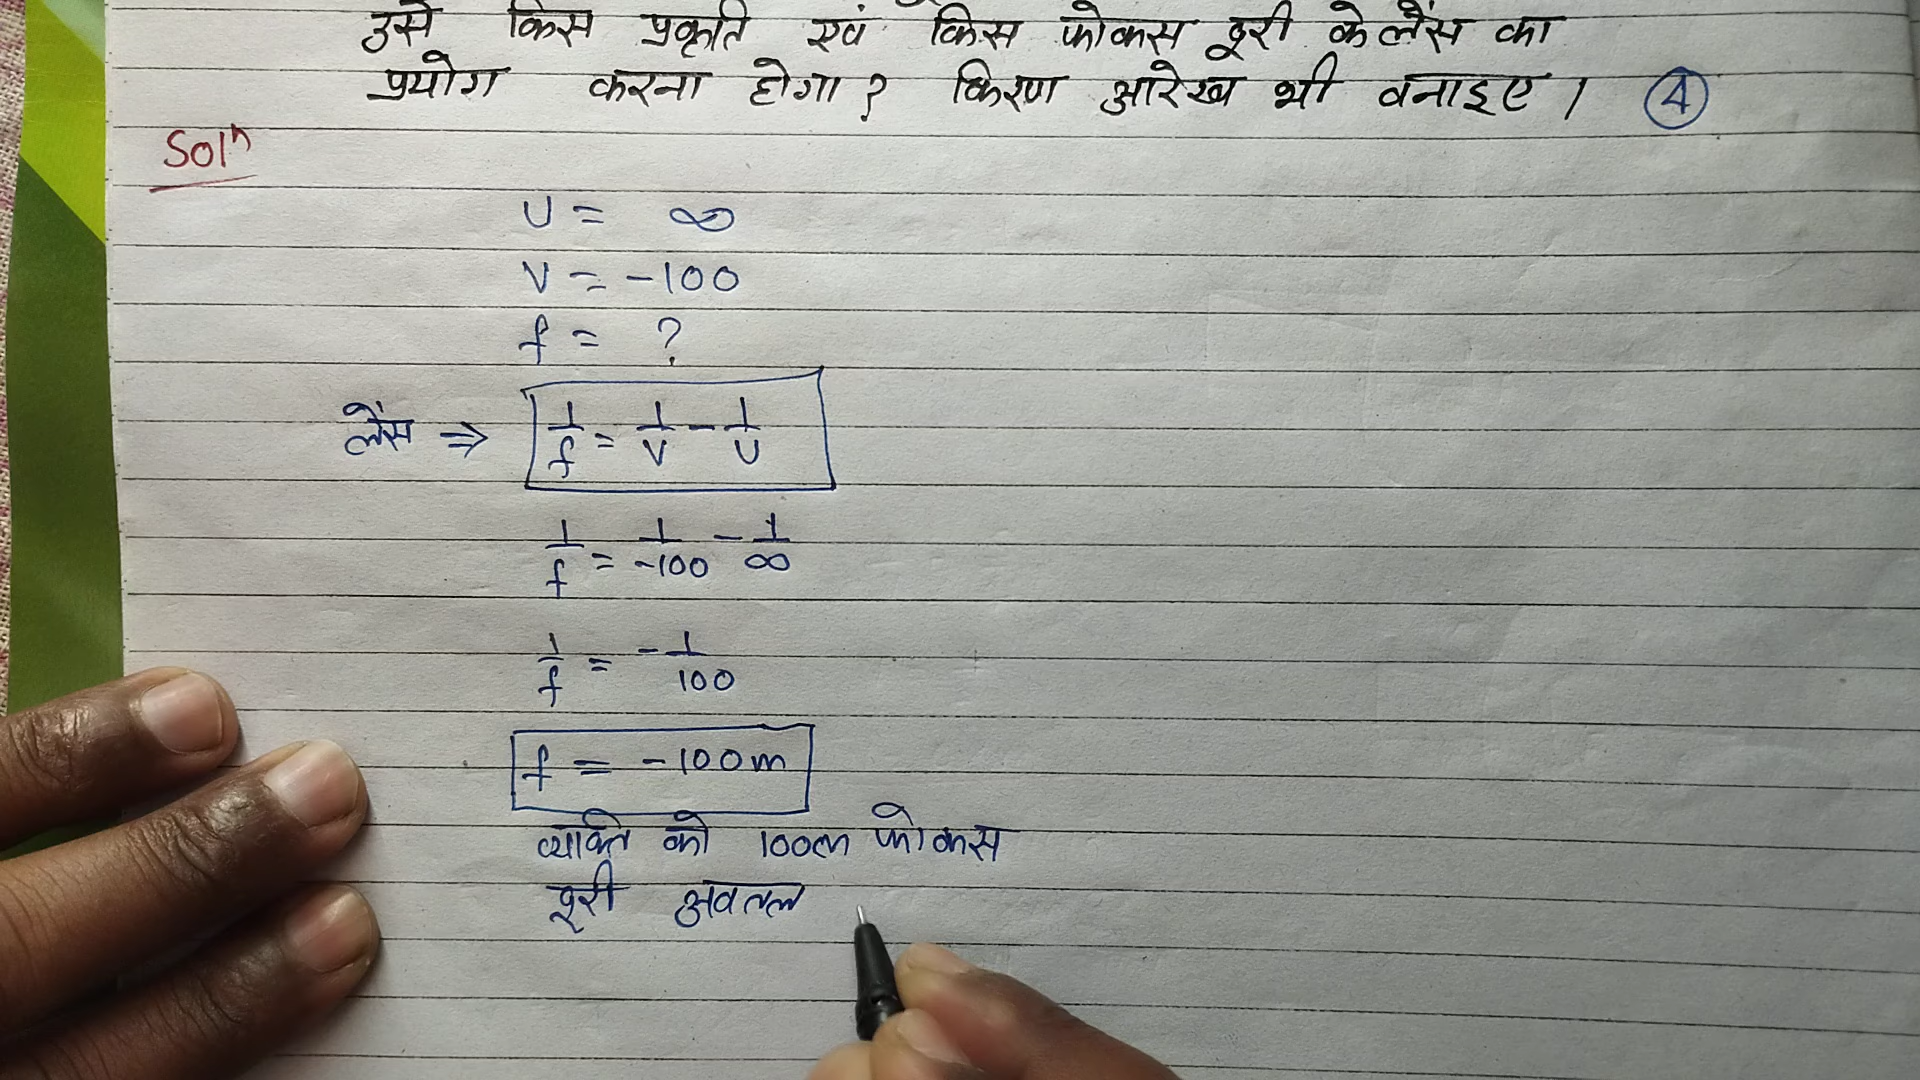 उसे किस प्रकृति एवं किस फोकस दूरी के लेंस का
प्रयोग करना होगा? किरण आरेख भी बनाइए। ④
Solⁿ
U = ∞
V = -100
f = ?
लेंस ⇒ 1/f = 1/V - 1/U
1/f = 1/-100 - 1/∞
1/f = -1/100
f = -100m
व्यक्ति को 100m फोकस
दूरी अवतल